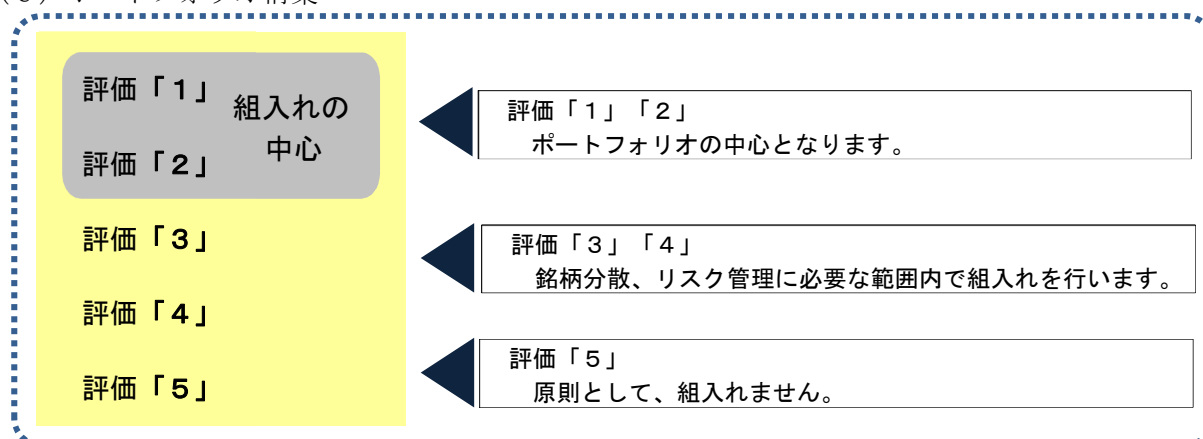 評価「１」
組入れの
中心
評価「２」
評価「３」
評価「４」
評価「５」
評価「１」「２」
ポートフォリオの中心となります。
評価「３」「４」
銘柄分散、リスク管理に必要な範囲内で組入れを行います。
評価「５」
原則として、組入れません。